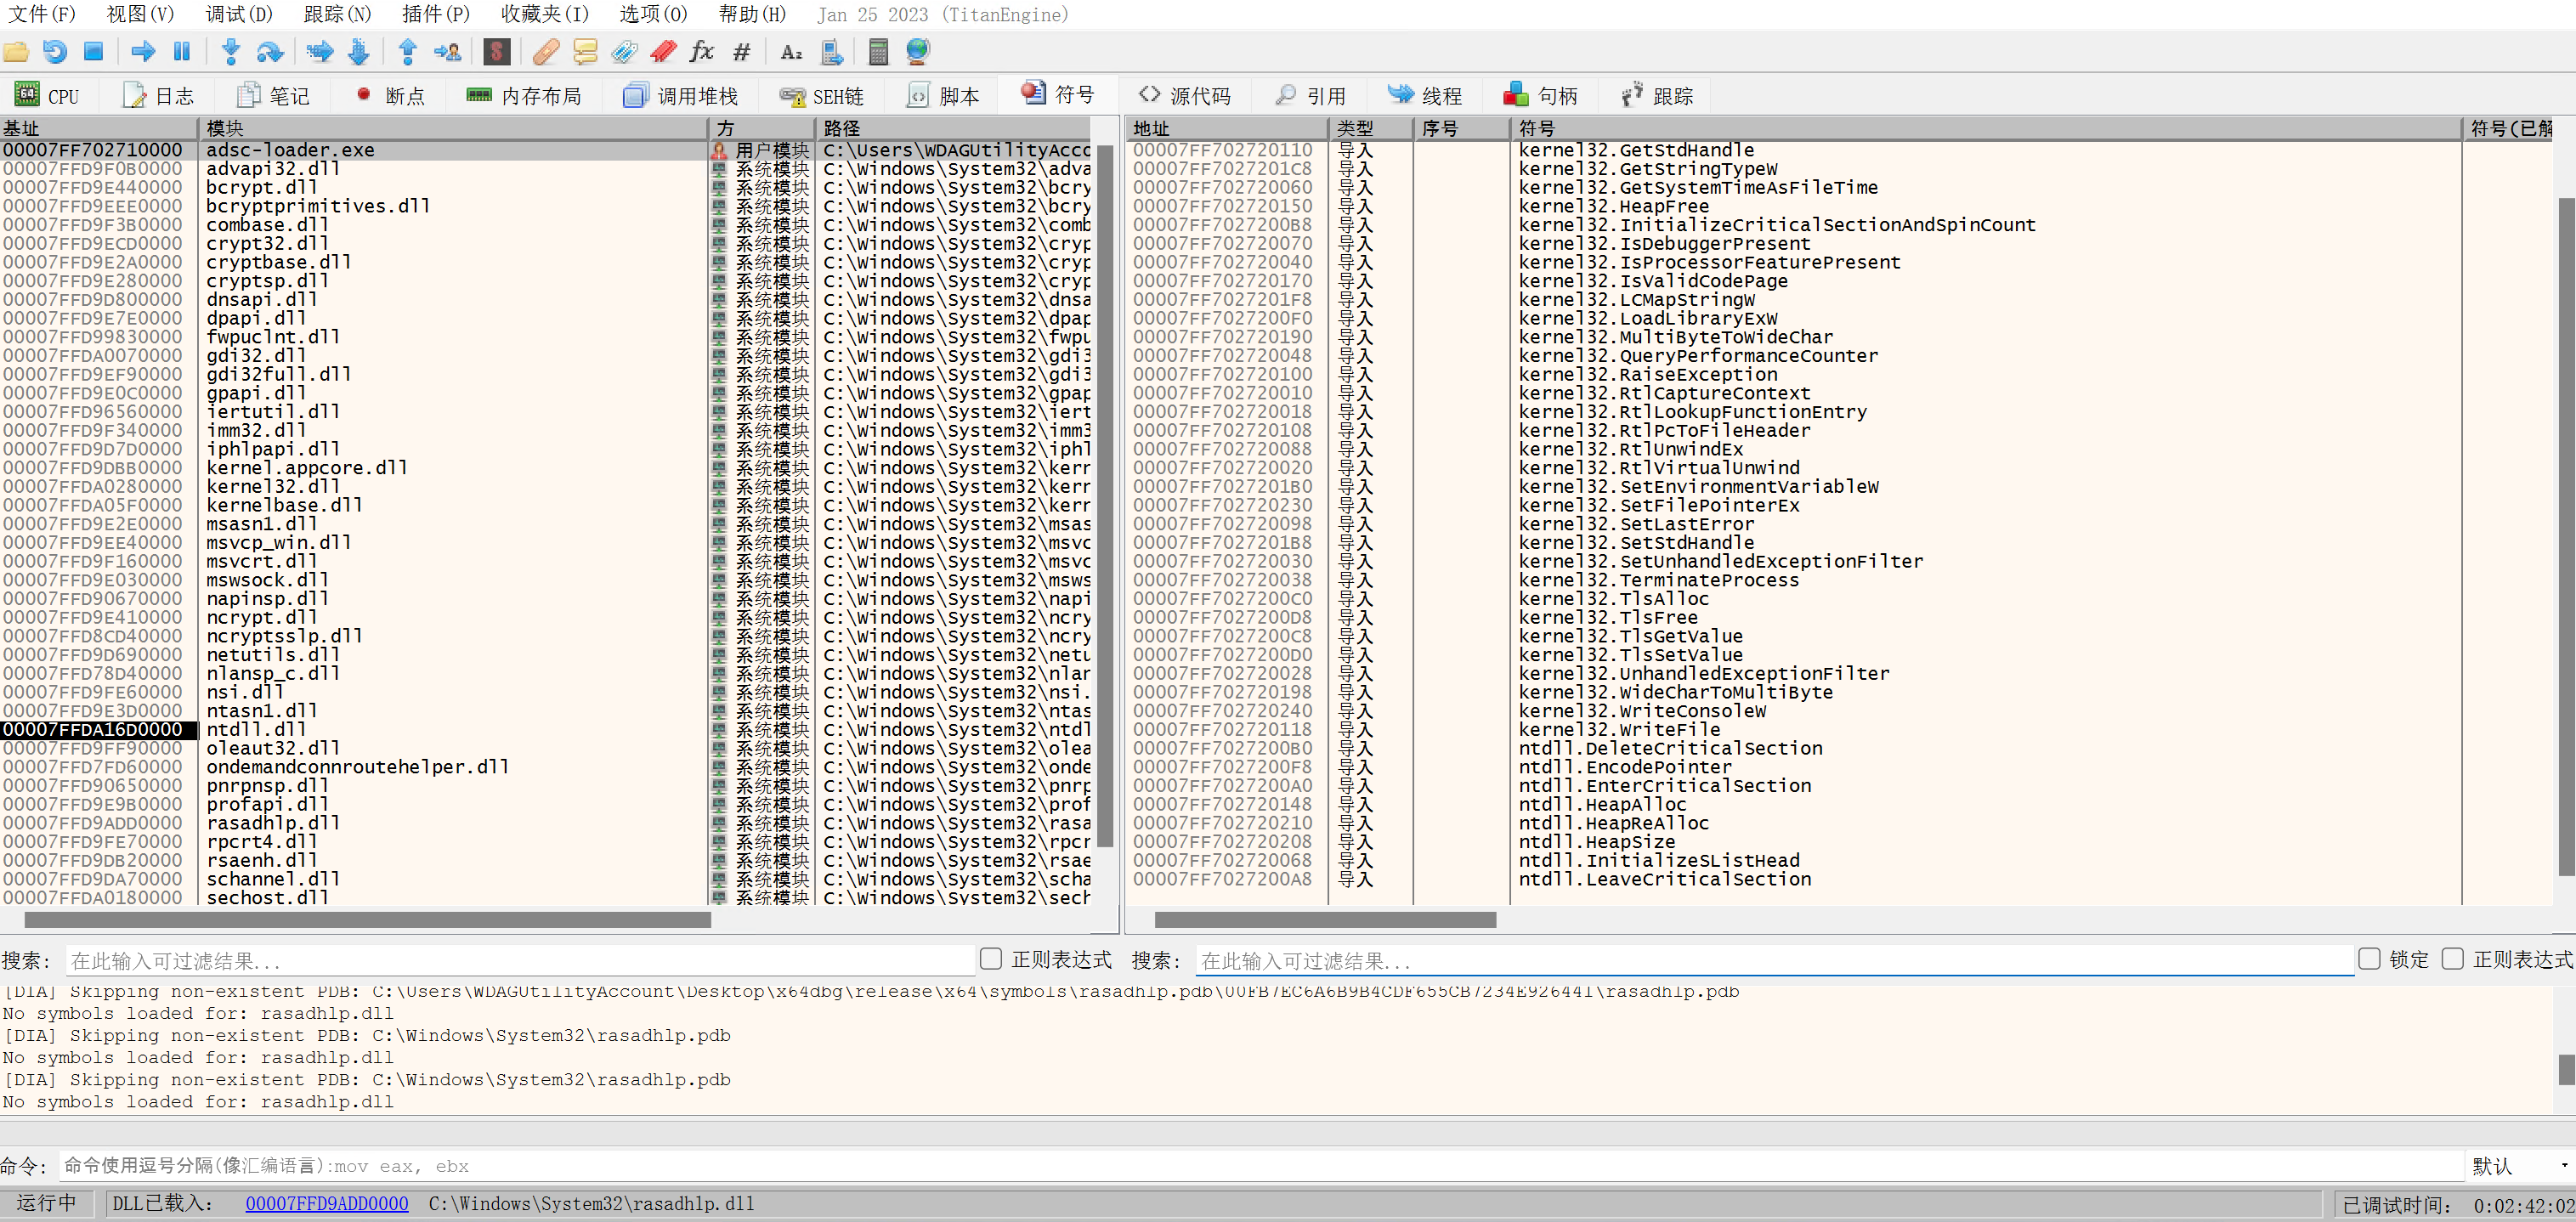 文件(F) 视图(V) 调试(D) 跟踪(N) 插件(P) 收藏夹(I) 选项(O) 帮助(H) Jan 25 2023 (TitanEngine)
CPU 日志 笔记 断点 内存布局 调用堆栈 SEH链 脚本 符号 源代码 引用 线程 句柄 跟踪
基址 模块 方 路径 地址 类型 序号 符号 符号(已解
00007FF702710000 adsc-loader.exe 用户模块 C:\Users\WDAGUtilityAcco 00007FF702720110 导入 kernel32.GetStdHandle
00007FFD9F0B0000 advapi32.dll 系统模块 C:\Windows\System32\adva 00007FF7027201C8 导入 kernel32.GetStringTypeW
00007FFD9E440000 bcrypt.dll 系统模块 C:\Windows\System32\bcry 00007FF702720060 导入 kernel32.GetSystemTimeAsFileTime
00007FFD9EEE0000 bcryptprimitives.dll 系统模块 C:\Windows\System32\bcry 00007FF702720150 导入 kernel32.HeapFree
00007FFD9F3B0000 combase.dll 系统模块 C:\Windows\System32\comb 00007FF7027200B8 导入 kernel32.InitializeCriticalSectionAndSpinCount
00007FFD9ECD0000 crypt32.dll 系统模块 C:\Windows\System32\cryp 00007FF702720070 导入 kernel32.IsDebuggerPresent
00007FFD9E2A0000 cryptbase.dll 系统模块 C:\Windows\System32\cryp 00007FF702720040 导入 kernel32.IsProcessorFeaturePresent
00007FFD9E280000 cryptsp.dll 系统模块 C:\Windows\System32\cryp 00007FF702720170 导入 kernel32.IsValidCodePage
00007FFD9D800000 dnsapi.dll 系统模块 C:\Windows\System32\dnsa 00007FF7027201F8 导入 kernel32.LCMapStringW
00007FFD9E7E0000 dpapi.dll 系统模块 C:\Windows\System32\dpap 00007FF7027200F0 导入 kernel32.LoadLibraryExW
00007FFD99830000 fwpuclnt.dll 系统模块 C:\Windows\System32\fwpu 00007FF702720190 导入 kernel32.MultiByteToWideChar
00007FFDA0070000 gdi32.dll 系统模块 C:\Windows\System32\gdi3 00007FF702720048 导入 kernel32.QueryPerformanceCounter
00007FFD9EF90000 gdi32full.dll 系统模块 C:\Windows\System32\gdi3 00007FF702720100 导入 kernel32.RaiseException
00007FFD9E0C0000 gpapi.dll 系统模块 C:\Windows\System32\gpap 00007FF702720010 导入 kernel32.RtlCaptureContext
00007FFD96560000 iertutil.dll 系统模块 C:\Windows\System32\iert 00007FF702720018 导入 kernel32.RtlLookupFunctionEntry
00007FFD9F340000 imm32.dll 系统模块 C:\Windows\System32\imm3 00007FF702720108 导入 kernel32.RtlPcToFileHeader
00007FFD9D7D0000 iphlpapi.dll 系统模块 C:\Windows\System32\iphl 00007FF702720088 导入 kernel32.RtlUnwindEx
00007FFD9DBB0000 kernel.appcore.dll 系统模块 C:\Windows\System32\kern 00007FF702720020 导入 kernel32.RtlVirtualUnwind
00007FFDA0280000 kernel32.dll 系统模块 C:\Windows\System32\kern 00007FF7027201B0 导入 kernel32.SetEnvironmentVariableW
00007FFDA05F0000 kernelbase.dll 系统模块 C:\Windows\System32\kern 00007FF702720230 导入 kernel32.SetFilePointerEx
00007FFD9E2E0000 msasn1.dll 系统模块 C:\Windows\System32\msas 00007FF702720098 导入 kernel32.SetLastError
00007FFD9EE40000 msvcp_win.dll 系统模块 C:\Windows\System32\msvc 00007FF7027201B8 导入 kernel32.SetStdHandle
00007FFD9F160000 msvcrt.dll 系统模块 C:\Windows\System32\msvc 00007FF702720030 导入 kernel32.SetUnhandledExceptionFilter
00007FFD9E030000 mswsock.dll 系统模块 C:\Windows\System32\msws 00007FF702720038 导入 kernel32.TerminateProcess
00007FFD90670000 napinsp.dll 系统模块 C:\Windows\System32\napi 00007FF7027200C0 导入 kernel32.TlsAlloc
00007FFD9E410000 ncrypt.dll 系统模块 C:\Windows\System32\ncry 00007FF7027200D8 导入 kernel32.TlsFree
00007FFD8CD40000 ncryptsslp.dll 系统模块 C:\Windows\System32\ncry 00007FF7027200C8 导入 kernel32.TlsGetValue
00007FFD9D690000 netutils.dll 系统模块 C:\Windows\System32\netu 00007FF7027200D0 导入 kernel32.TlsSetValue
00007FFD78D40000 nlansp_c.dll 系统模块 C:\Windows\System32\nlan 00007FF702720028 导入 kernel32.UnhandledExceptionFilter
00007FFD9FE60000 nsi.dll 系统模块 C:\Windows\System32\nsi. 00007FF702720198 导入 kernel32.WideCharToMultiByte
00007FFD9E3D0000 ntasn1.dll 系统模块 C:\Windows\System32\ntas 00007FF702720240 导入 kernel32.WriteConsoleW
00007FFDA16D0000 ntdll.dll 系统模块 C:\Windows\System32\ntdl 00007FF702720118 导入 kernel32.WriteFile
00007FFD9FF90000 oleaut32.dll 系统模块 C:\Windows\System32\olea 00007FF7027200B0 导入 ntdll.DeleteCriticalSection
00007FFD7FD60000 ondemandconnroutehelper.dll 系统模块 C:\Windows\System32\onde 00007FF7027200F8 导入 ntdll.EncodePointer
00007FFD90650000 pnrpnsp.dll 系统模块 C:\Windows\System32\pnrp 00007FF7027200A0 导入 ntdll.EnterCriticalSection
00007FFD9E9B0000 profapi.dll 系统模块 C:\Windows\System32\prof 00007FF702720148 导入 ntdll.HeapAlloc
00007FFD9ADD0000 rasadhlp.dll 系统模块 C:\Windows\System32\rasa 00007FF702720210 导入 ntdll.HeapReAlloc
00007FFD9FE70000 rpcrt4.dll 系统模块 C:\Windows\System32\rpcr 00007FF702720208 导入 ntdll.HeapSize
00007FFD9DB20000 rsaenh.dll 系统模块 C:\Windows\System32\rsae 00007FF702720068 导入 ntdll.InitializeSListHead
00007FFD9DA70000 schannel.dll 系统模块 C:\Windows\System32\scha 00007FF7027200A8 导入 ntdll.LeaveCriticalSection
00007FFDA0180000 sechost.dll 系统模块 C:\Windows\System32\sech
搜索: 在此输入可过滤结果... 正则表达式 搜索: 在此输入可过滤结果... 锁定 正则表达式
[DIA] Skipping non-existent PDB: C:\Users\WDAGUtilityAccount\Desktop\x64dbg\release\x64\symbols\rasadhlp.pdb\00FB7EC6A6B9B4CDF655CB7234E926441\rasadhlp.pdb
No symbols loaded for: rasadhlp.dll
[DIA] Skipping non-existent PDB: C:\Windows\System32\rasadhlp.pdb
No symbols loaded for: rasadhlp.dll
[DIA] Skipping non-existent PDB: C:\Windows\System32\rasadhlp.pdb
No symbols loaded for: rasadhlp.dll
命令: 命令使用逗号分隔(像汇编语言):mov eax, ebx 默认
运行中 DLL已载入: 00007FFD9ADD0000 C:\Windows\System32\rasadhlp.dll 已调试时间: 0:02:42:02